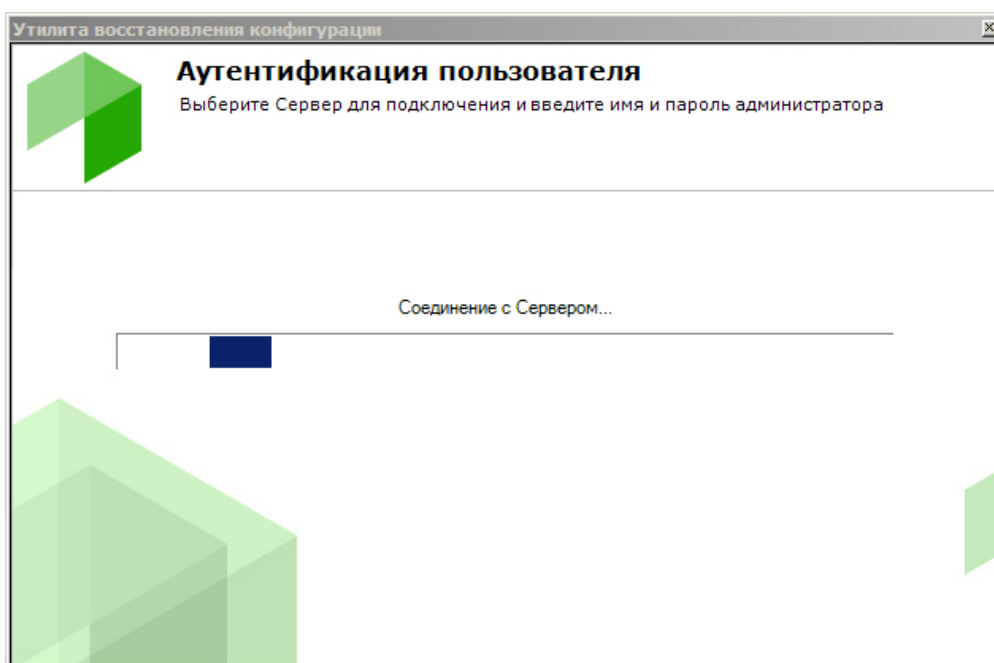 Утилита восстановления конфигурации
Аутентификация пользователя
Выберите Сервер для подключения и введите имя и пароль администратора
Соединение с Сервером...